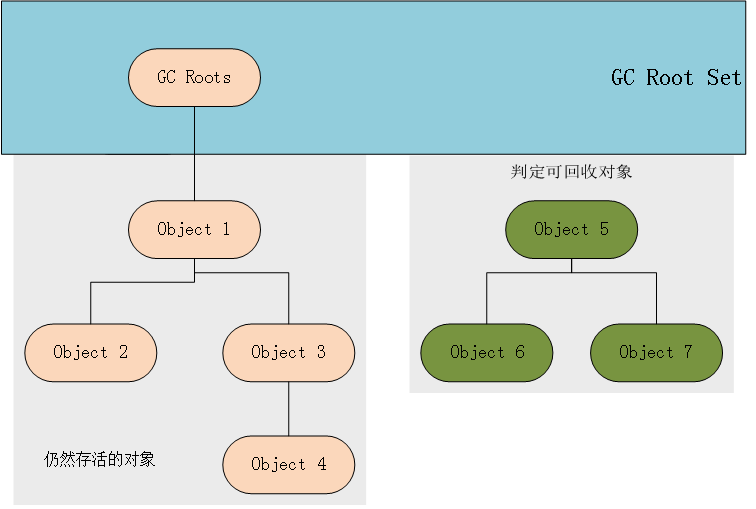 GC Roots
GC Root Set
判定可回收对象
Object 1
Object 5
Object 2
Object 3
Object 6
Object 7
仍然存活的对象
Object 4